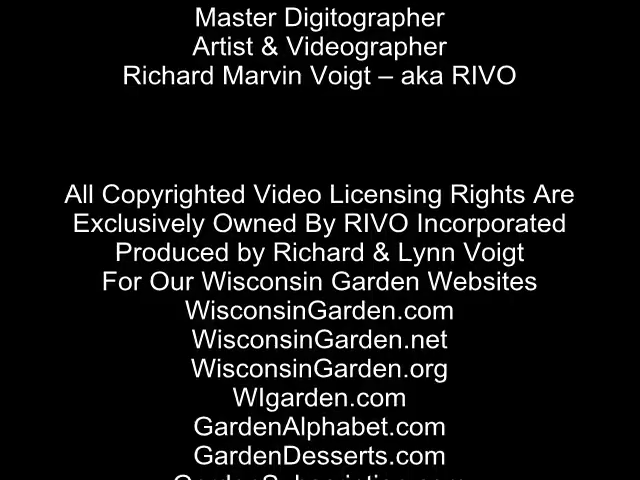 Master Digitographer
Artist & Videographer
Richard Marvin Voigt – aka RIVO
All Copyrighted Video Licensing Rights Are
Exclusively Owned By RIVO Incorporated
Produced by Richard & Lynn Voigt
For Our Wisconsin Garden Websites
WisconsinGarden.com
WisconsinGarden.net
WisconsinGarden.org
WIgarden.com
GardenAlphabet.com
GardenDesserts.com